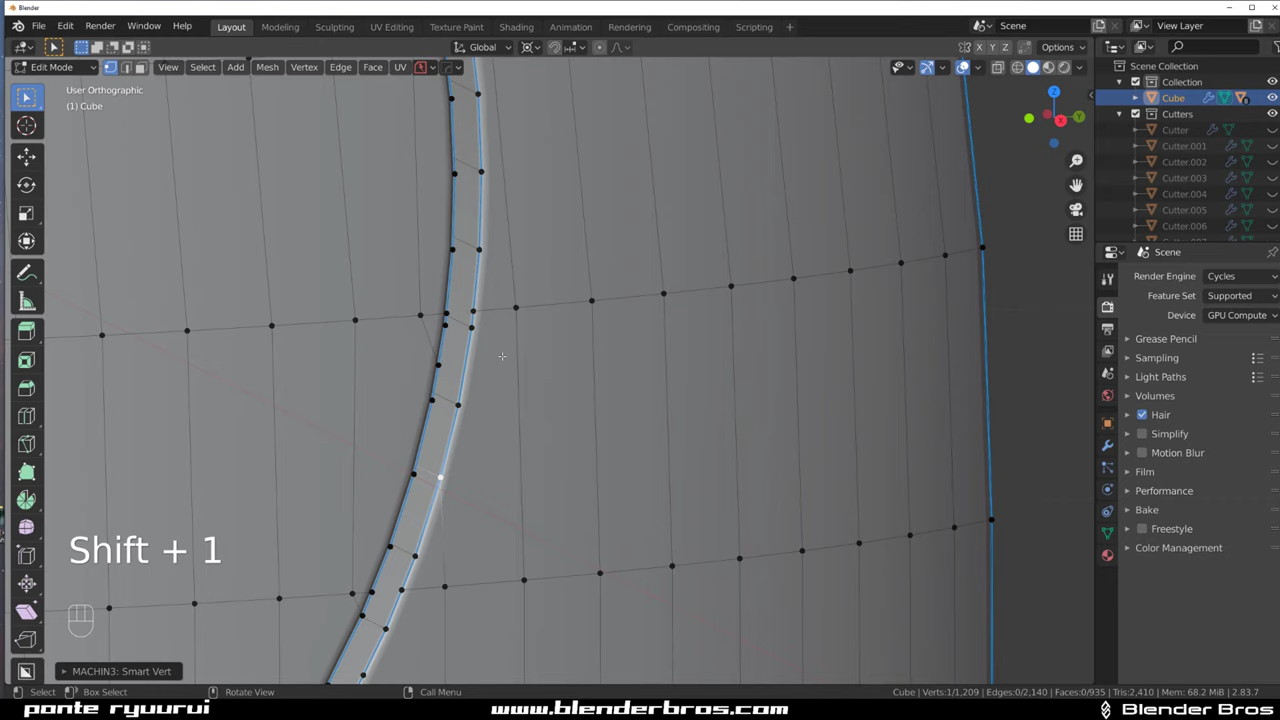 Blender
File Edit Render Window Help Layout Modeling Sculpting UV Editing Texture Paint Shading Animation Rendering Compositing Scripting + Scene View Layer
Global X Y Z Options
Edit Mode View Select Add Mesh Vertex Edge Face UV
User Orthographic
(1) Cube
Z
Y
X
Scene Collection
Collection
Cube
Cutters
Cutter
Cutter.001
Cutter.002
Cutter.003
Cutter.004
Cutter.005
Cutter.006
Scene
Render Engine Cycles
Feature Set Supported
Device GPU Compute
Grease Pencil
Sampling
Light Paths
Volumes
Hair
Simplify
Motion Blur
Film
Performance
Bake
Freestyle
Color Management
Shift + 1
MACHIN3: Smart Vert
Select Box Select Rotate View Call Menu Cube | Verts:1/1,209 | Edges:0/2,140 | Faces:0/935 | Tris:2,410 | Mem: 68.2 MiB | 2.83.7
ponte ryuurui www.blenderbros.com Blender Bros